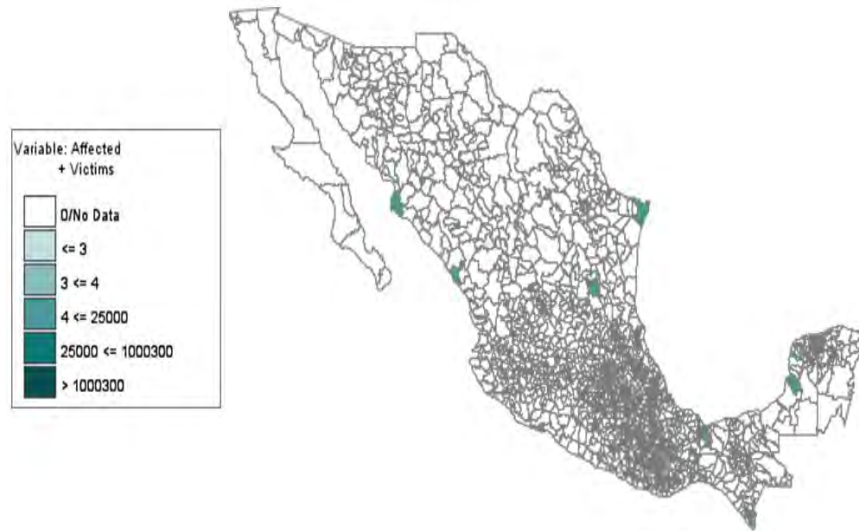 Variable: Affected
+ Victims
0/No Data
<= 3
3 <= 4
4 <= 25000
25000 <= 1000300
> 1000300